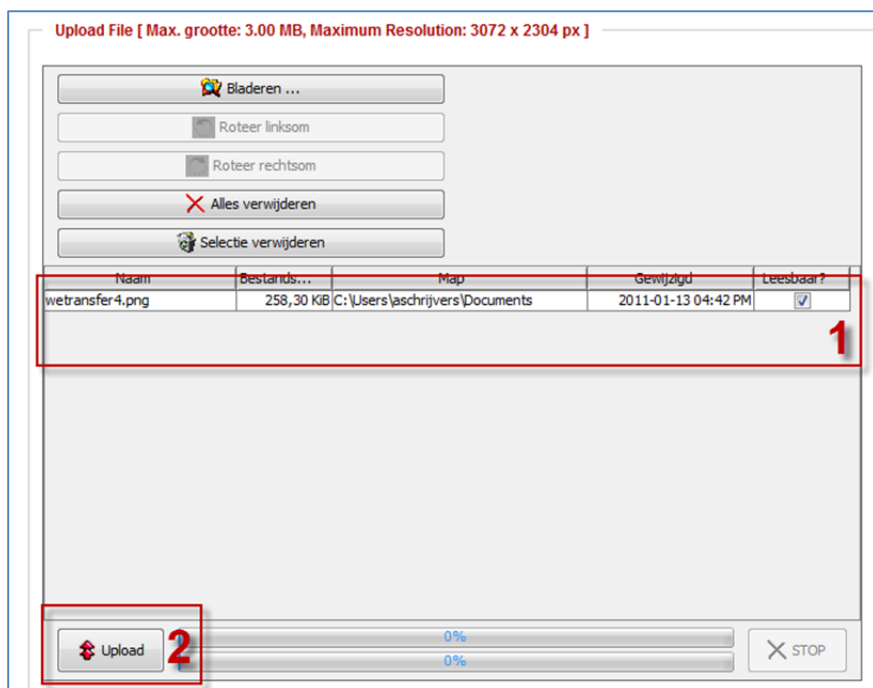 Upload File [ Max. grootte: 3.00 MB, Maximum Resolution: 3072 x 2304 px ]
Bladeren ...
Roteer linksom
Roteer rechtsom
Alles verwijderen
Selectie verwijderen
Naam Bestands... Map Gewijzigd Leesbaar?
wetransfer4.png 258,30 KiB C:\Users\aschrijvers\Documents 2011-01-13 04:42 PM
1
Upload 2 0% STOP
0%